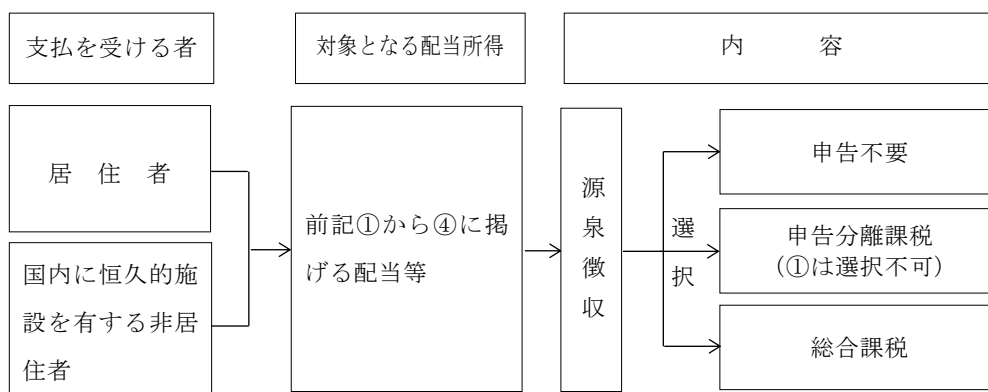 支払を受ける者
対象となる配当所得
内容
居住者
国内に恒久的施
設を有する非居
住者
前記①から④に掲
げる配当等
源泉徴収
選択
申告不要
申告分離課税
（①は選択不可）
総合課税